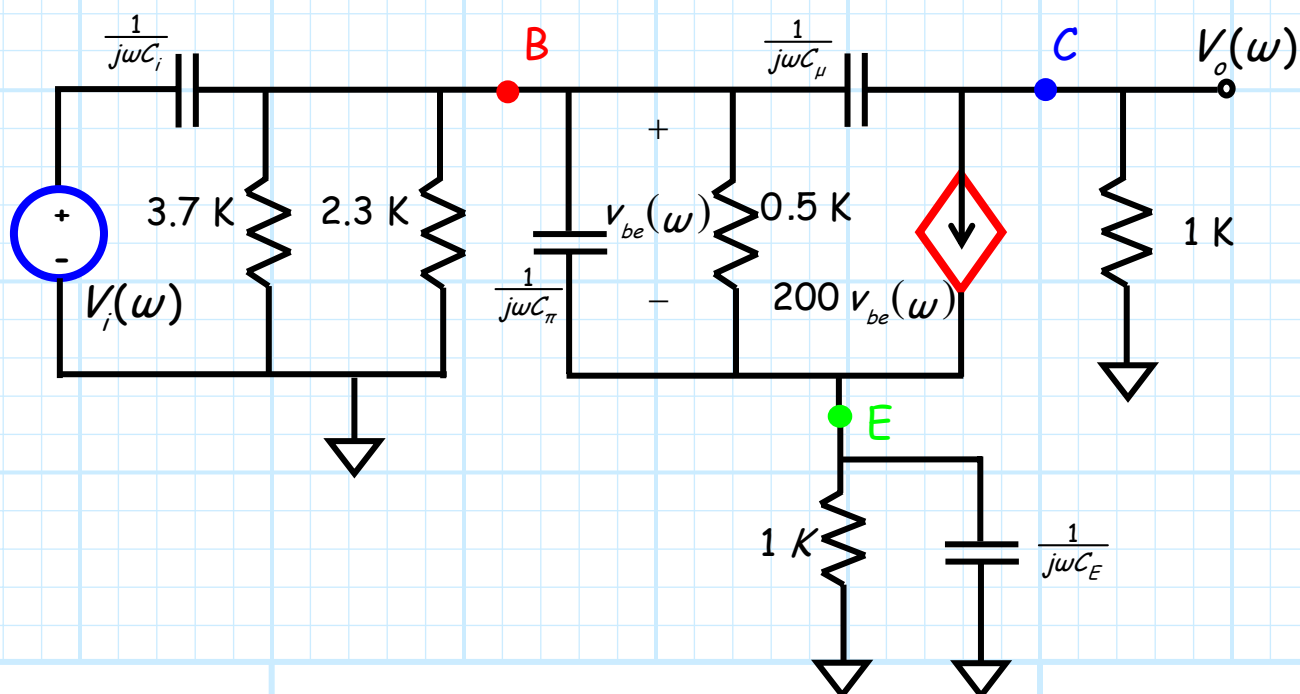 1/jωC_i
B
1/jωC_μ
C
V_o(ω)
+
-
V_i(ω)
3.7 K
2.3 K
1/jωC_π
+
v_be(ω)
–
0.5 K
200 v_be(ω)
1 K
E
1 K
1/jωC_E